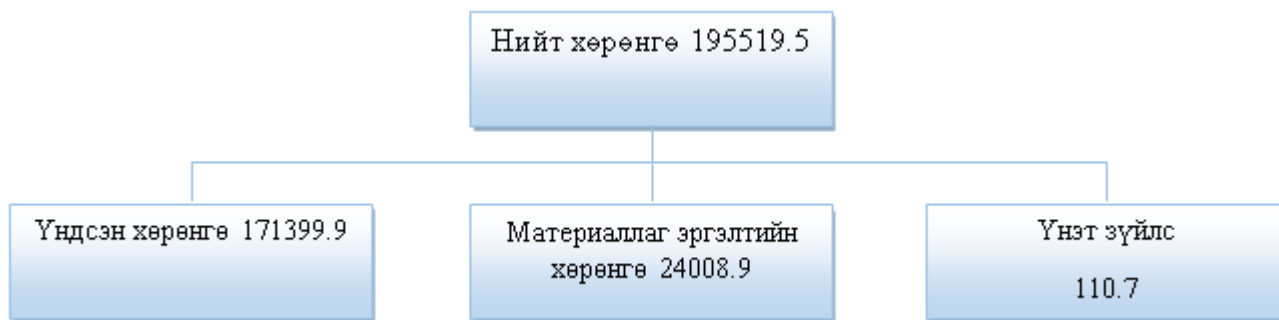 Нийт хөрөнгө 195519.5
Үндсэн хөрөнгө 171399.9
Материаллаг эргэлтийн
хөрөнгө 24008.9
Үнэт зүйлс
110.7